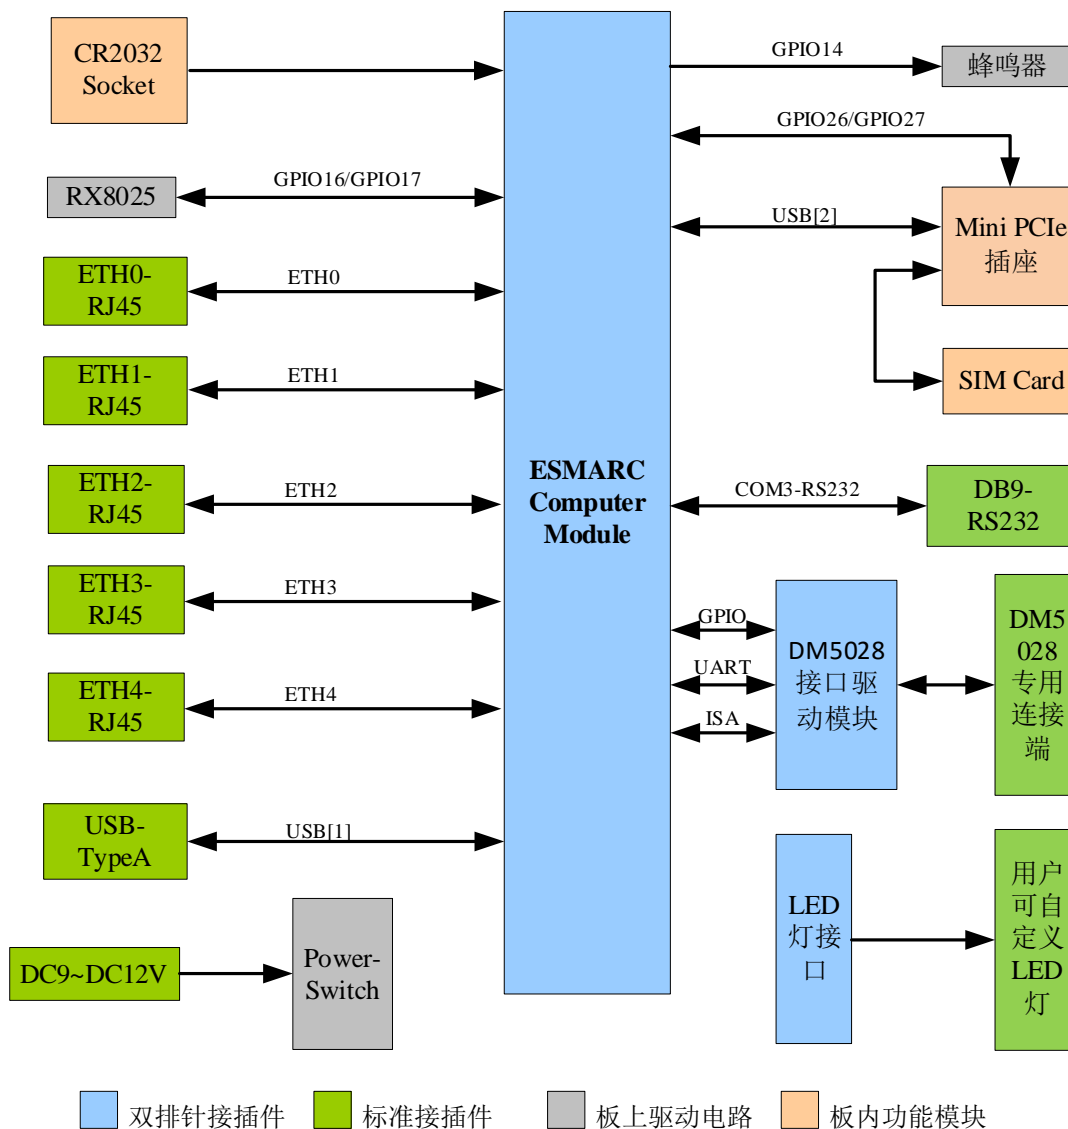 CR2032
Socket
GPIO14
蜂鸣器
GPIO26/GPIO27
RX8025
GPIO16/GPIO17
USB[2]
Mini PCIe
插座
ETH0-
RJ45
ETH0
ETH1-
RJ45
ETH1
SIM Card
ESMARC
Computer
Module
ETH2-
RJ45
ETH2
COM3-RS232
DB9-
RS232
ETH3-
RJ45
ETH3
GPIO
UART
ISA
DM5028
接口驱
动模块
DM5
028
专用
连接
端
ETH4-
RJ45
ETH4
USB-
TypeA
USB[1]
LED
灯接
口
用户
可自
定义
LED
灯
DC9~DC12V
Power-
Switch
双排针接插件
标准接插件
板上驱动电路
板内功能模块